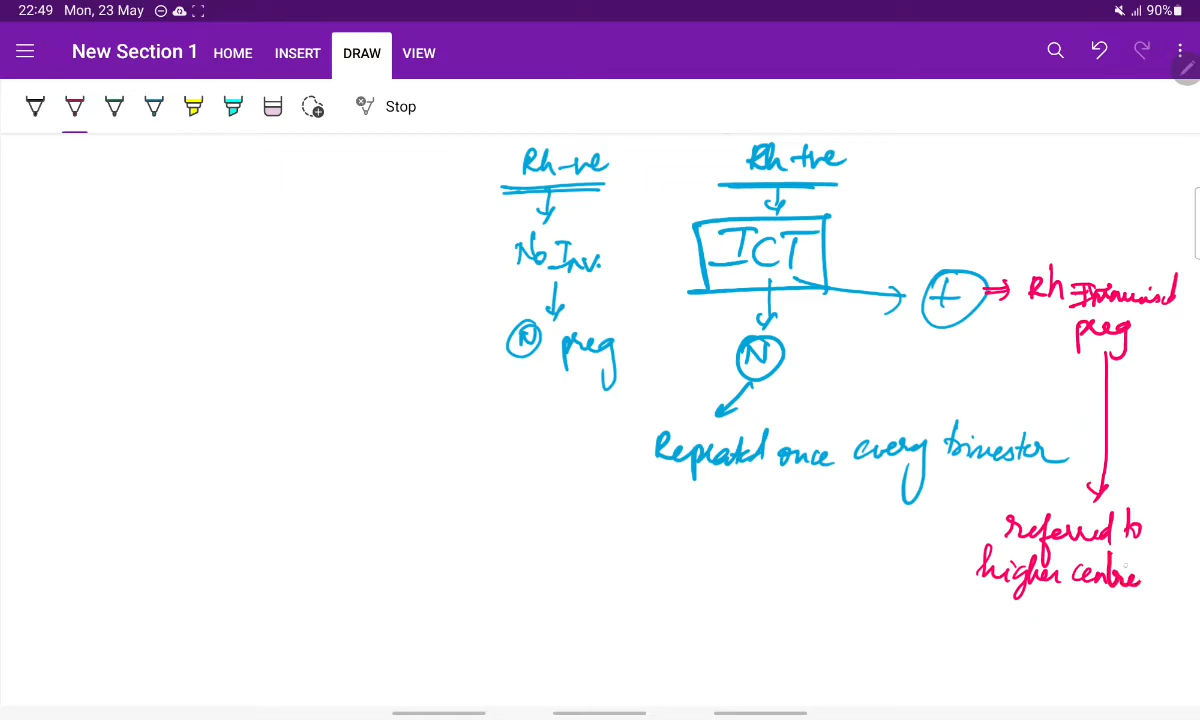 22:49 Mon, 23 May 90%
New Section 1 HOME INSERT DRAW VIEW
Stop
Rh -ve Rh +ve
No Inv. ICT
+ ⇒ Rh Immunised
preg
N preg N
Repeated once every trimester
referred to
higher centre